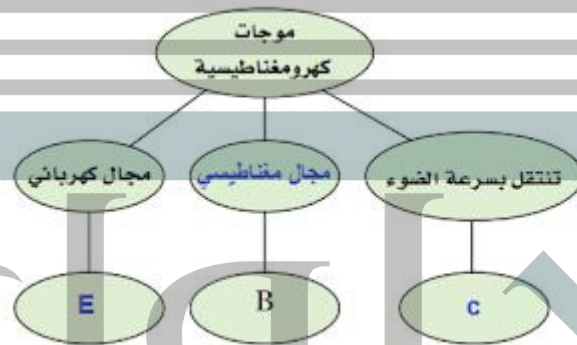 موجات
كهرومغناطيسية
تنتقل بسرعة الضوء
مجال مغناطيسي
مجال كهربائي
c
B
E